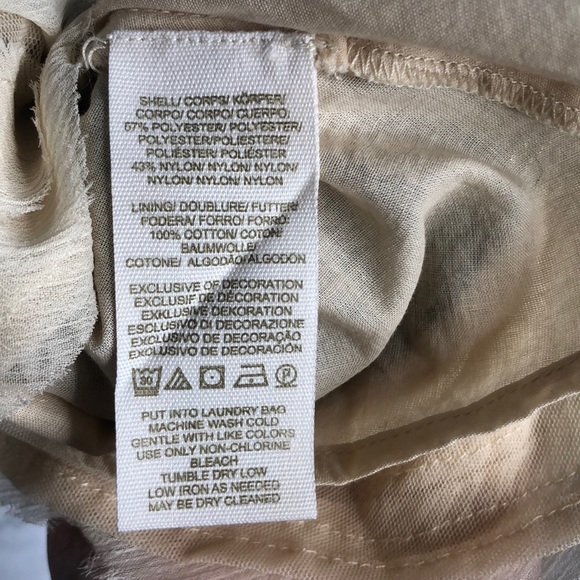 SHELL/ CORPS/ KÖRPER/
CORPO/ CORPO/ CUERPO:
57% POLYESTER/ POLYESTER/
POLYESTER/POLIESTERE/
POLIÉSTER/ POLIÉSTER
43% NYLON/ NYLON/ NYLON/
NYLON/ NYLON/ NYLON
LINING/ DOUBLURE/ FUTTER/
FODERA/ FORRO/ FORRO:
100% COTTON/ COTON/
BAUMWOLLE/
COTONE/ ALGODÃO/ALGODÓN
EXCLUSIVE OF DECORATION
EXCLUSIF DE DÉCORATION
EXKLUSIVE DEKORATION
ESCLUSIVO DI DECORAZIONE
EXCLUSIVO DE DECORAÇÃO
EXCLUSIVO DE DECORACIÓN
30 P
PUT INTO LAUNDRY BAG
MACHINE WASH COLD
GENTLE WITH LIKE COLORS
USE ONLY NON-CHLORINE
BLEACH
TUMBLE DRY LOW
LOW IRON AS NEEDED
MAY BE DRY CLEANED